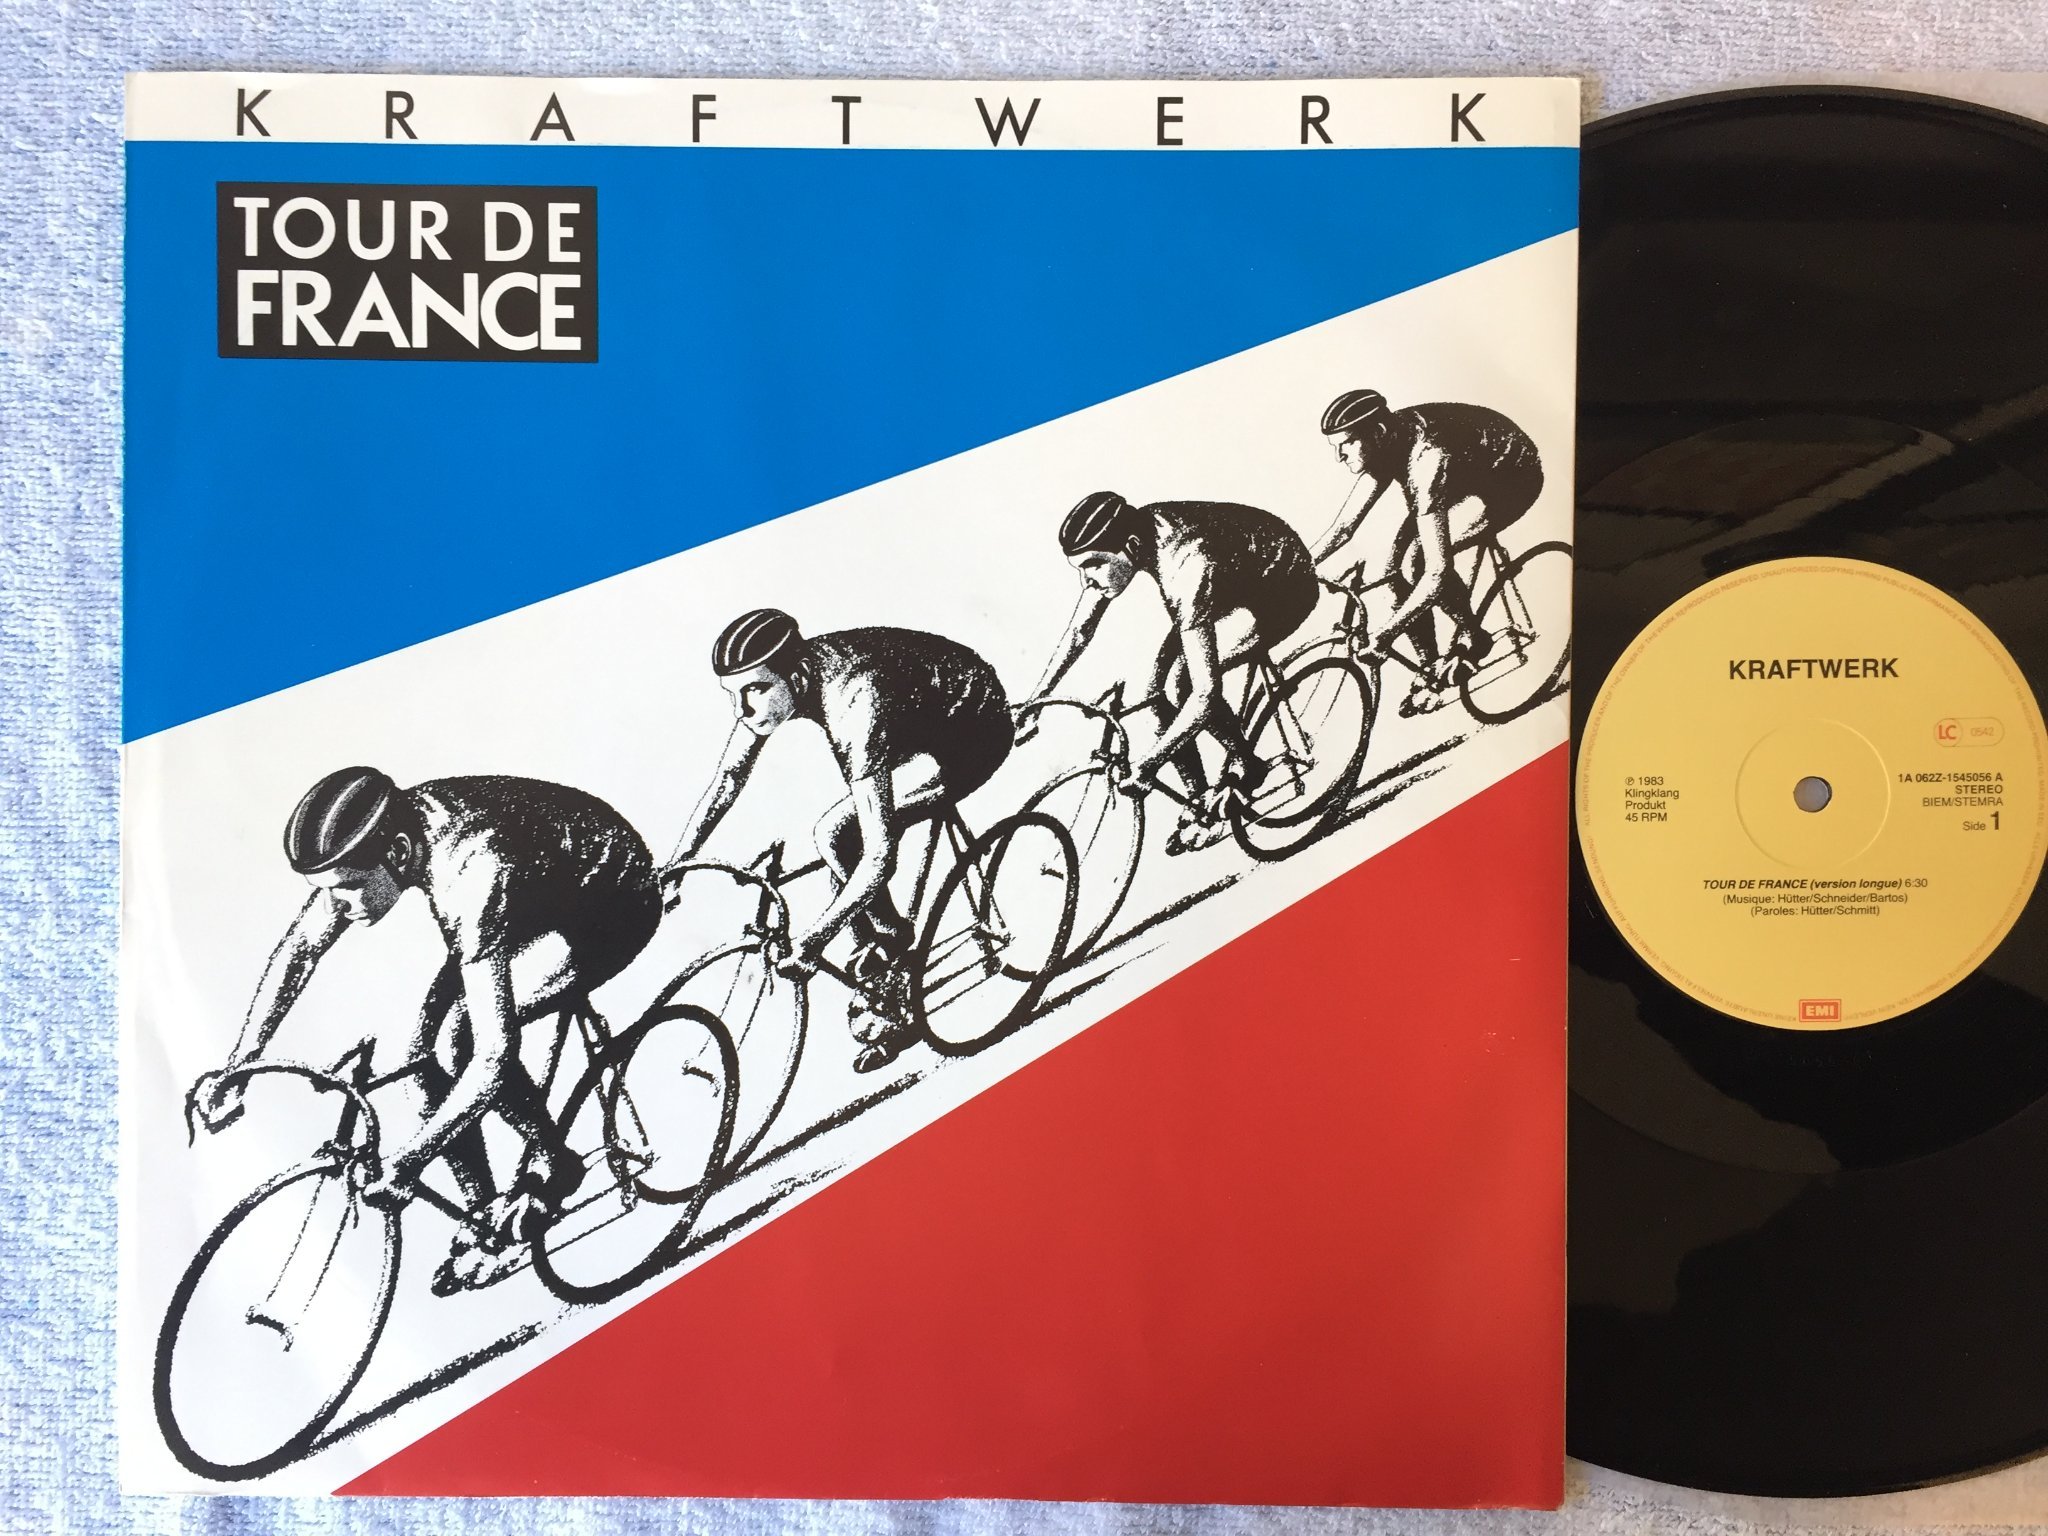 KRAFTWERK
TOUR DE
FRANCE
KRAFTWERK
LC 0542
℗ 1983
Klingklang
Produkt
45 RPM
1A 062Z-1545056 A
STEREO
BIEM/STEMRA
Side 1
TOUR DE FRANCE (version longue) 6:30
(Musique: Hütter/Schneider/Bartos)
(Paroles: Hütter/Schmitt)
EMI